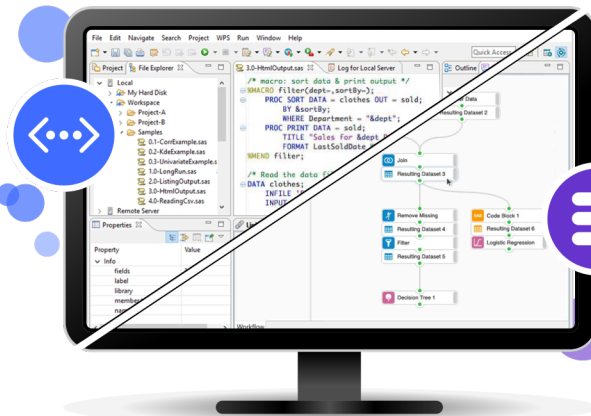 File Edit Navigate Search Project WPS Run Window Help
Quick Access
Project File Explorer
3.0-HtmlOutput.sas Log for Local Server
Outline
Local
My Hard Disk
Workspace
Project-A
Project-B
Samples
0.1-CorrExample.sas
0.2-KdeExample.sas
0.3-UnivariateExample.s
1.0-LongRun.sas
2.0-ListingOutput.sas
3.0-HtmlOutput.sas
4.0-ReadingCsv.sas
Remote Server
/* macro: sort data & print output */
%MACRO filter(dept=,sortBy=);
PROC SORT DATA = clothes OUT = sold;
BY &sortBy;
WHERE Department = "&dept";
PROC PRINT DATA = sold;
TITLE "Sales for &dept
FORMAT LastSoldDate
%MEND filter;
/* Read the data
DATA clothes;
INFILE
INPUT
Properties
Property Value
Info
fields
label
library
member
Data
Resulting Dataset 2
Join
Resulting Dataset 3
Remove Missing
Resulting Dataset 4
Filter
Resulting Dataset 5
Decision Tree 1
Code Block 1
Resulting Dataset 6
Logistic Regression
Workflow